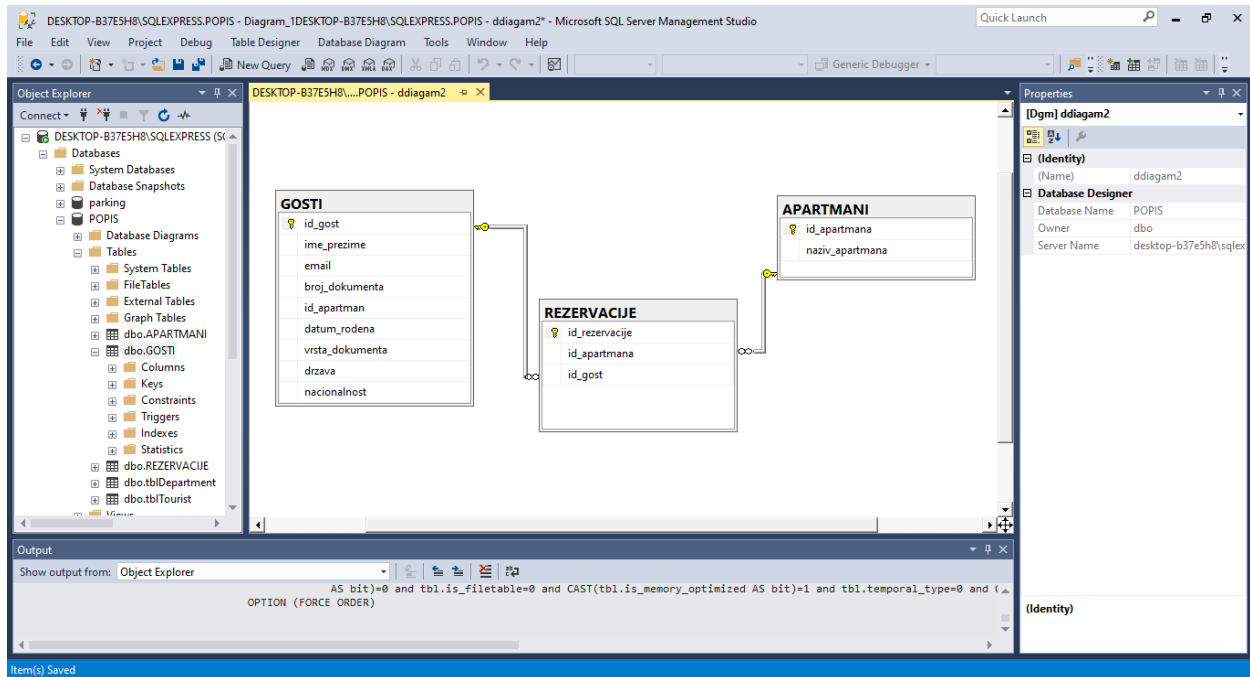 DESKTOP-B37E5H8\SQLEXPRESS.POPIS - Diagram_1DESKTOP-B37E5H8\SQLEXPRESS.POPIS - ddiagam2* - Microsoft SQL Server Management Studio
Quick Launch
File Edit View Project Debug Table Designer Database Diagram Tools Window Help
New Query
Generic Debugger
Object Explorer
Connect
DESKTOP-B37E5H8\SQLEXPRESS (SC
Databases
System Databases
Database Snapshots
parking
POPIS
Database Diagrams
Tables
System Tables
FileTables
External Tables
Graph Tables
dbo.APARTMANI
dbo.GOSTI
Columns
Keys
Constraints
Triggers
Indexes
Statistics
dbo.REZERVACIJE
dbo.tblDepartment
dbo.tblTourist
Views
DESKTOP-B37E5H8\....POPIS - ddiagam2
GOSTI
id_gost
ime_prezime
email
broj_dokumenta
id_apartman
datum_rodena
vrsta_dokumenta
drzava
nacionalnost
REZERVACIJE
id_rezervacije
id_apartmana
id_gost
APARTMANI
id_apartmana
naziv_apartmana
Properties
[Dgm] ddiagam2
(Identity)
(Name) ddiagam2
Database Designer
Database Name POPIS
Owner dbo
Server Name desktop-b37e5h8\sqlex
(Identity)
Output
Show output from: Object Explorer
AS bit)=0 and tbl.is_filetable=0 and CAST(tbl.is_memory_optimized AS bit)=1 and tbl.temporal_type=0 and
OPTION (FORCE ORDER)
Item(s) Saved